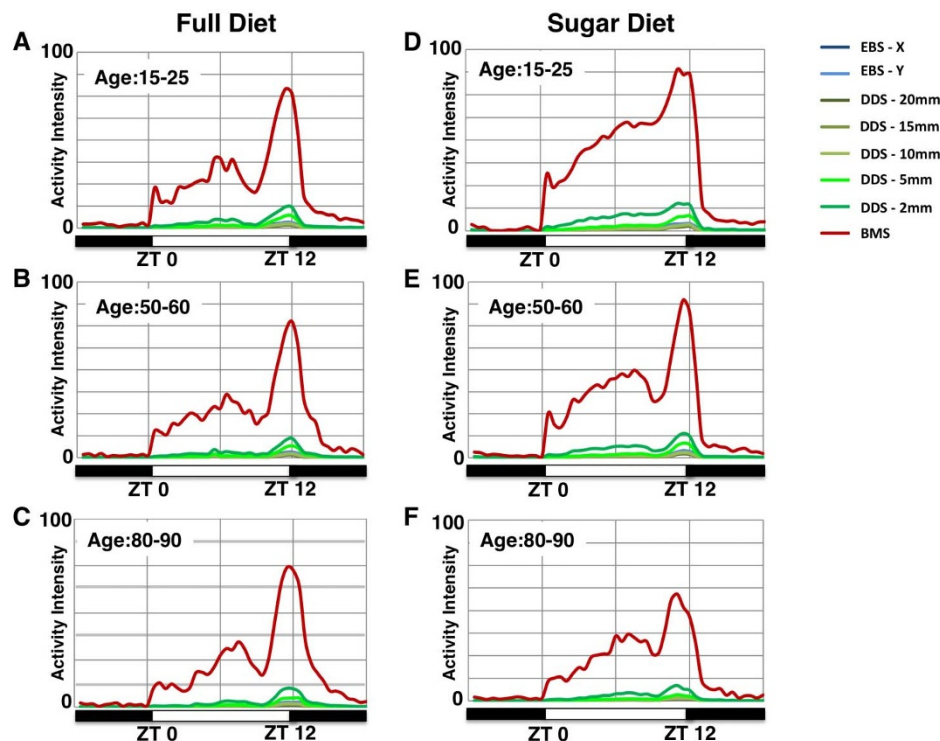 Full Diet
Sugar Diet
A
100
Age:15-25
Activity Intensity
0
ZT 0
ZT 12
D
100
Age:15-25
Activity Intensity
0
ZT 0
ZT 12
EBS - X
EBS - Y
DDS - 20mm
DDS - 15mm
DDS - 10mm
DDS - 5mm
DDS - 2mm
BMS
B
100
Age:50-60
Activity Intensity
0
ZT 0
ZT 12
E
100
Age:50-60
Activity Intensity
0
ZT 0
ZT 12
C
100
Age:80-90
Activity Intensity
0
ZT 0
ZT 12
F
100
Age:80-90
Activity Intensity
0
ZT 0
ZT 12